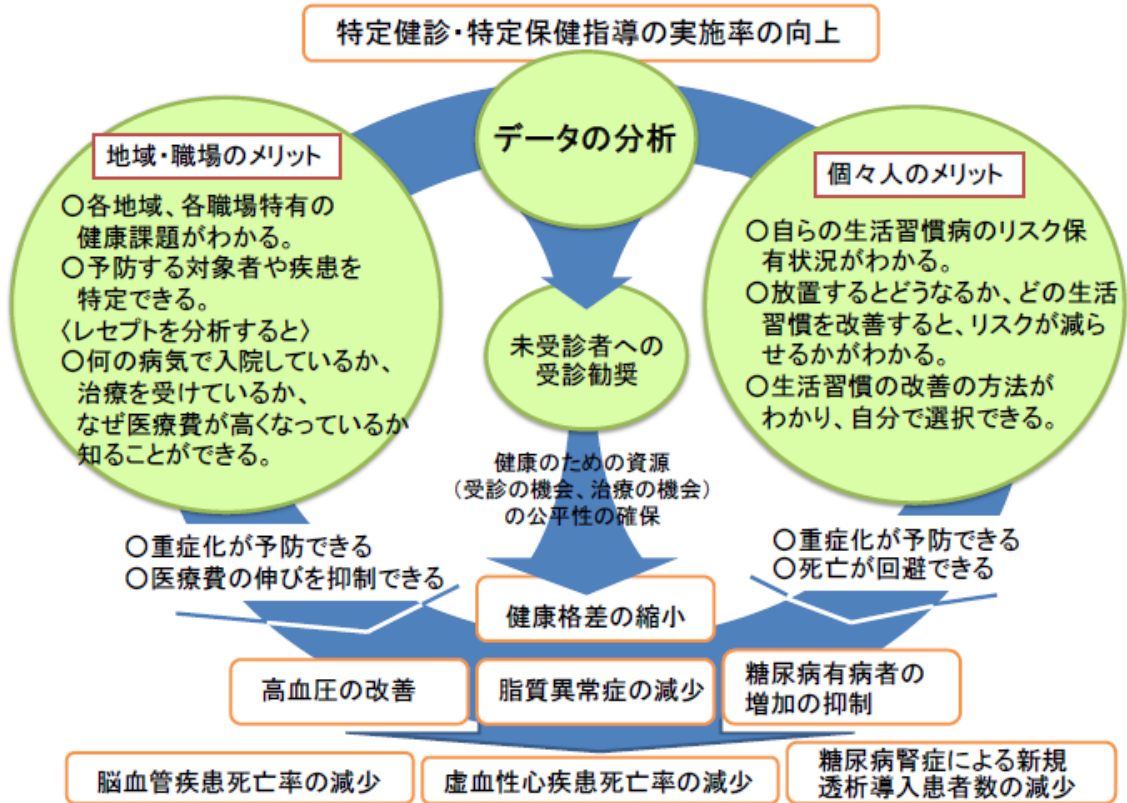 特定健診・特定保健指導の実施率の向上
データの分析
地域・職場のメリット
○各地域、各職場特有の
健康課題がわかる。
○予防する対象者や疾患を
特定できる。
〈レセプトを分析すると〉
○何の病気で入院しているか、
治療を受けているか、
なぜ医療費が高くなっているか
知ることができる。
個々人のメリット
○自らの生活習慣病のリスク保
有状況がわかる。
○放置するとどうなるか、どの生活
習慣を改善すると、リスクが減ら
せるかがわかる。
○生活習慣の改善の方法が
わかり、自分で選択できる。
未受診者への
受診勧奨
健康のための資源
（受診の機会、治療の機会）
の公平性の確保
○重症化が予防できる
○医療費の伸びを抑制できる
○重症化が予防できる
○死亡が回避できる
健康格差の縮小
高血圧の改善
脂質異常症の減少
糖尿病有病者の
増加の抑制
脳血管疾患死亡率の減少
虚血性心疾患死亡率の減少
糖尿病腎症による新規
透析導入患者数の減少